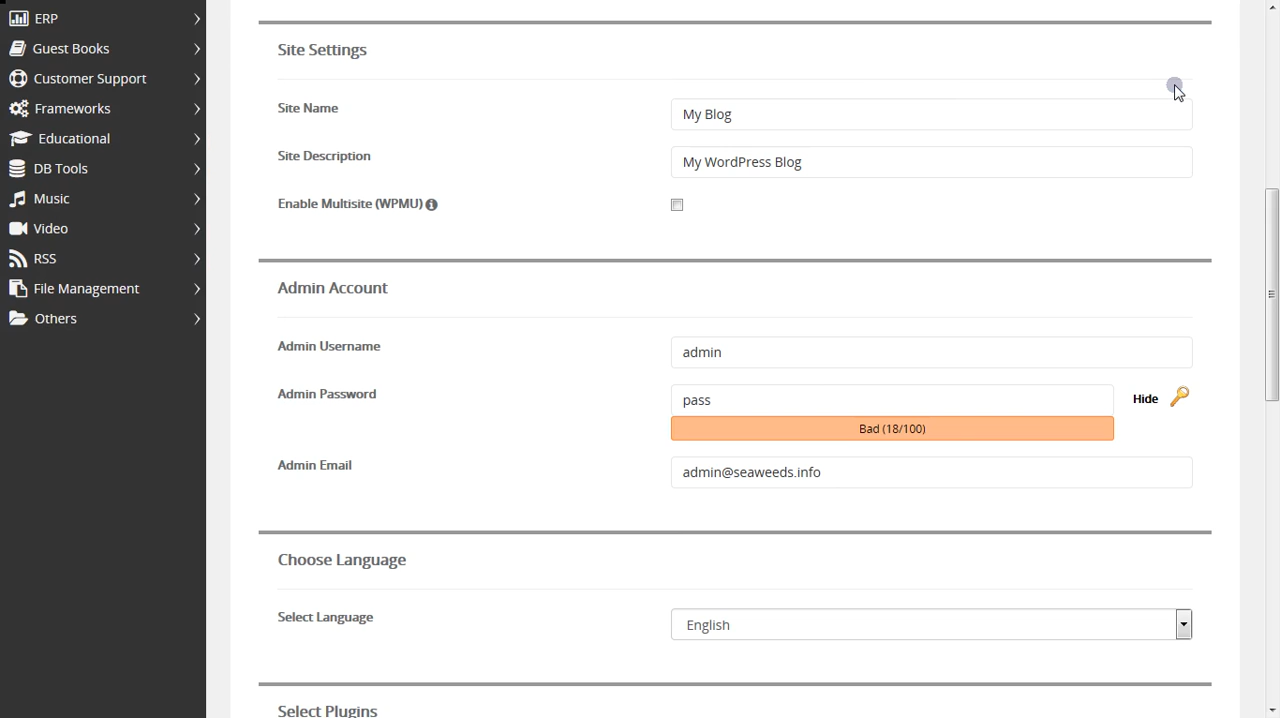 ERP
Guest Books
Customer Support
Frameworks
Educational
DB Tools
Music
Video
RSS
File Management
Others
Site Settings
Site Name
My Blog
Site Description
My WordPress Blog
Enable Multisite (WPMU)
Admin Account
Admin Username
admin
Admin Password
pass
Hide
Bad (18/100)
Admin Email
admin@seaweeds.info
Choose Language
Select Language
English
Select Plugins